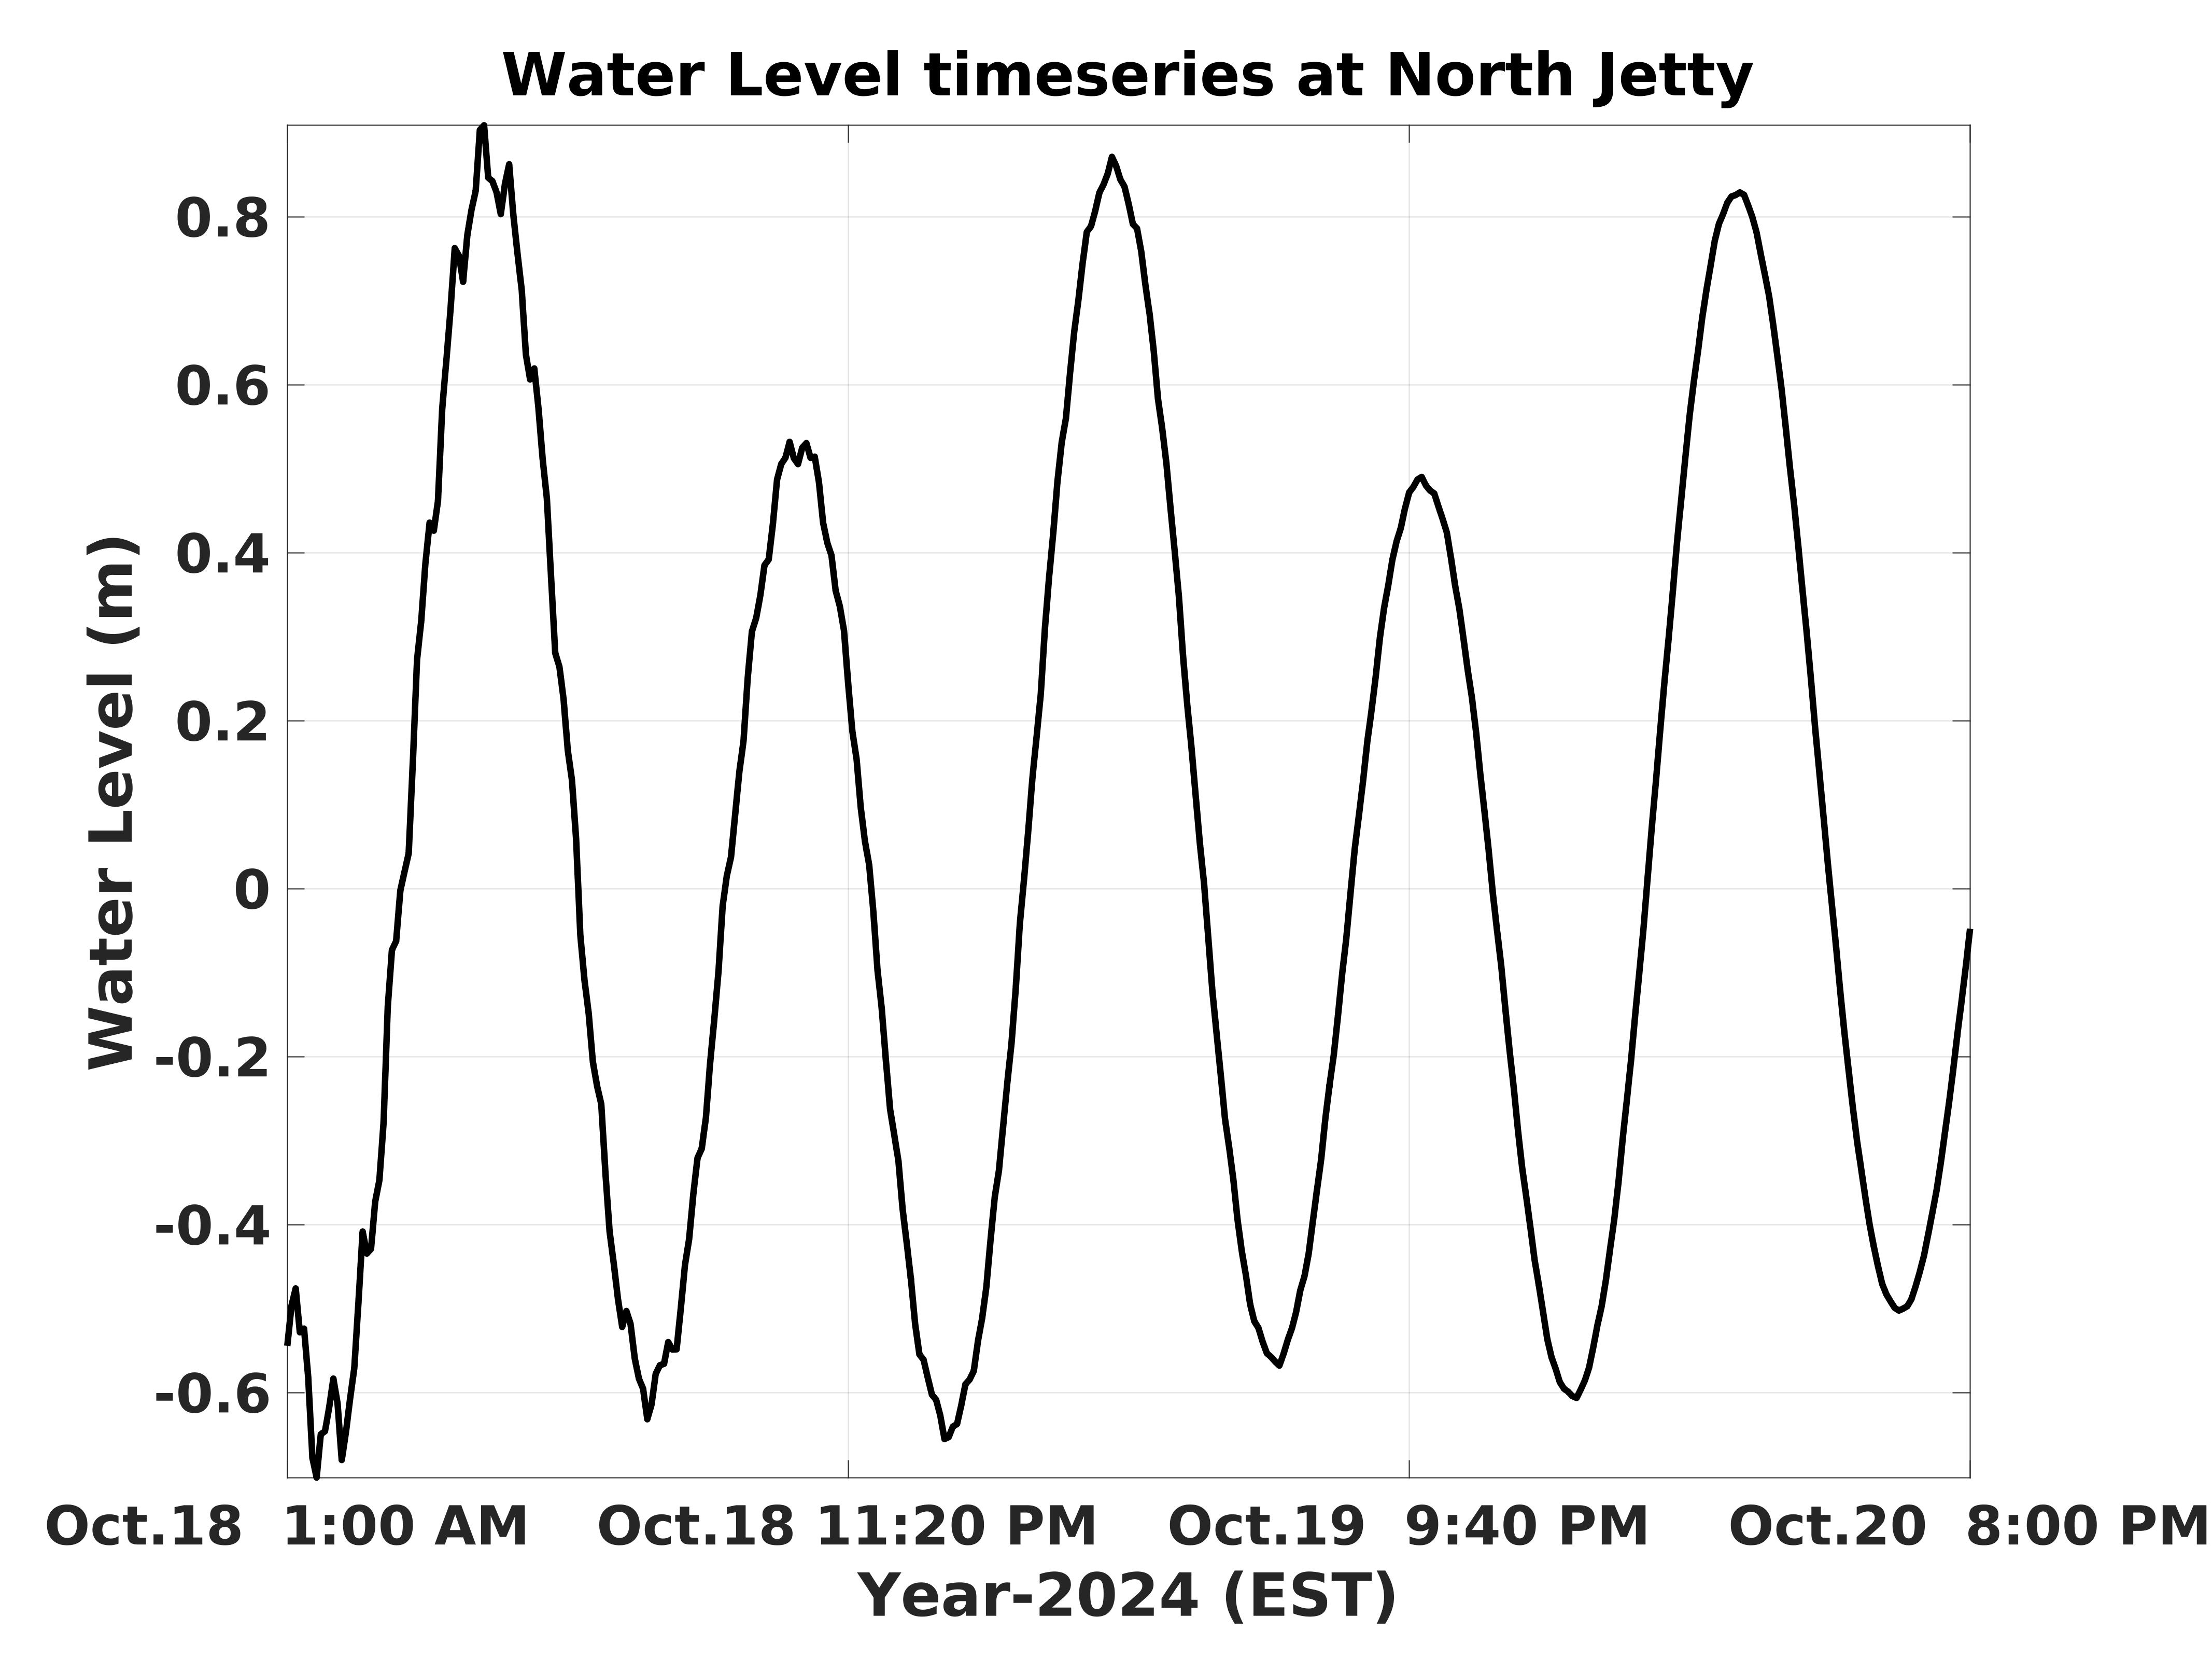 Water Level timeseries at North Jetty
Water Level (m)
0.8
0.6
0.4
0.2
0
-0.2
-0.4
-0.6
Oct.18  1:00 AM
Oct.18 11:20 PM
Oct.19  9:40 PM
Oct.20  8:00 PM
Year-2024 (EST)